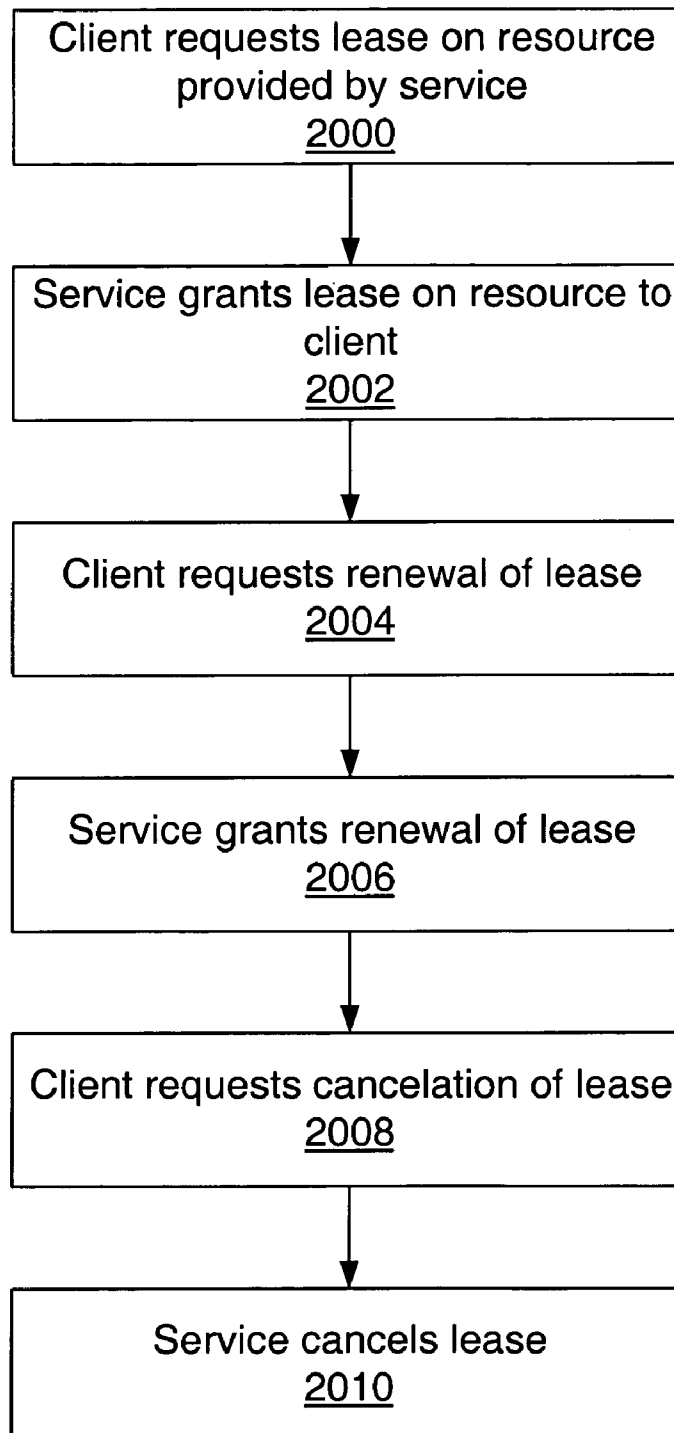 Client requests lease on resource
provided by service
2000
Service grants lease on resource to
client
2002
Client requests renewal of lease
2004
Service grants renewal of lease
2006
Client requests cancelation of lease
2008
Service cancels lease
2010